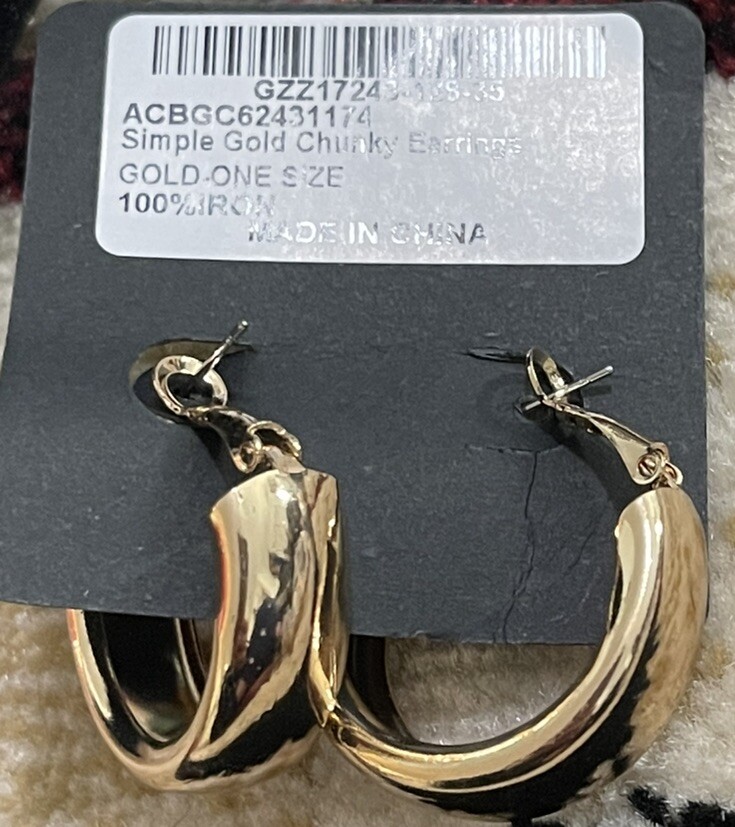 ACBGC62431174
Simple Gold Chunky Earrings
GOLD-ONE SIZE
100%IRON
MADE IN CHINA